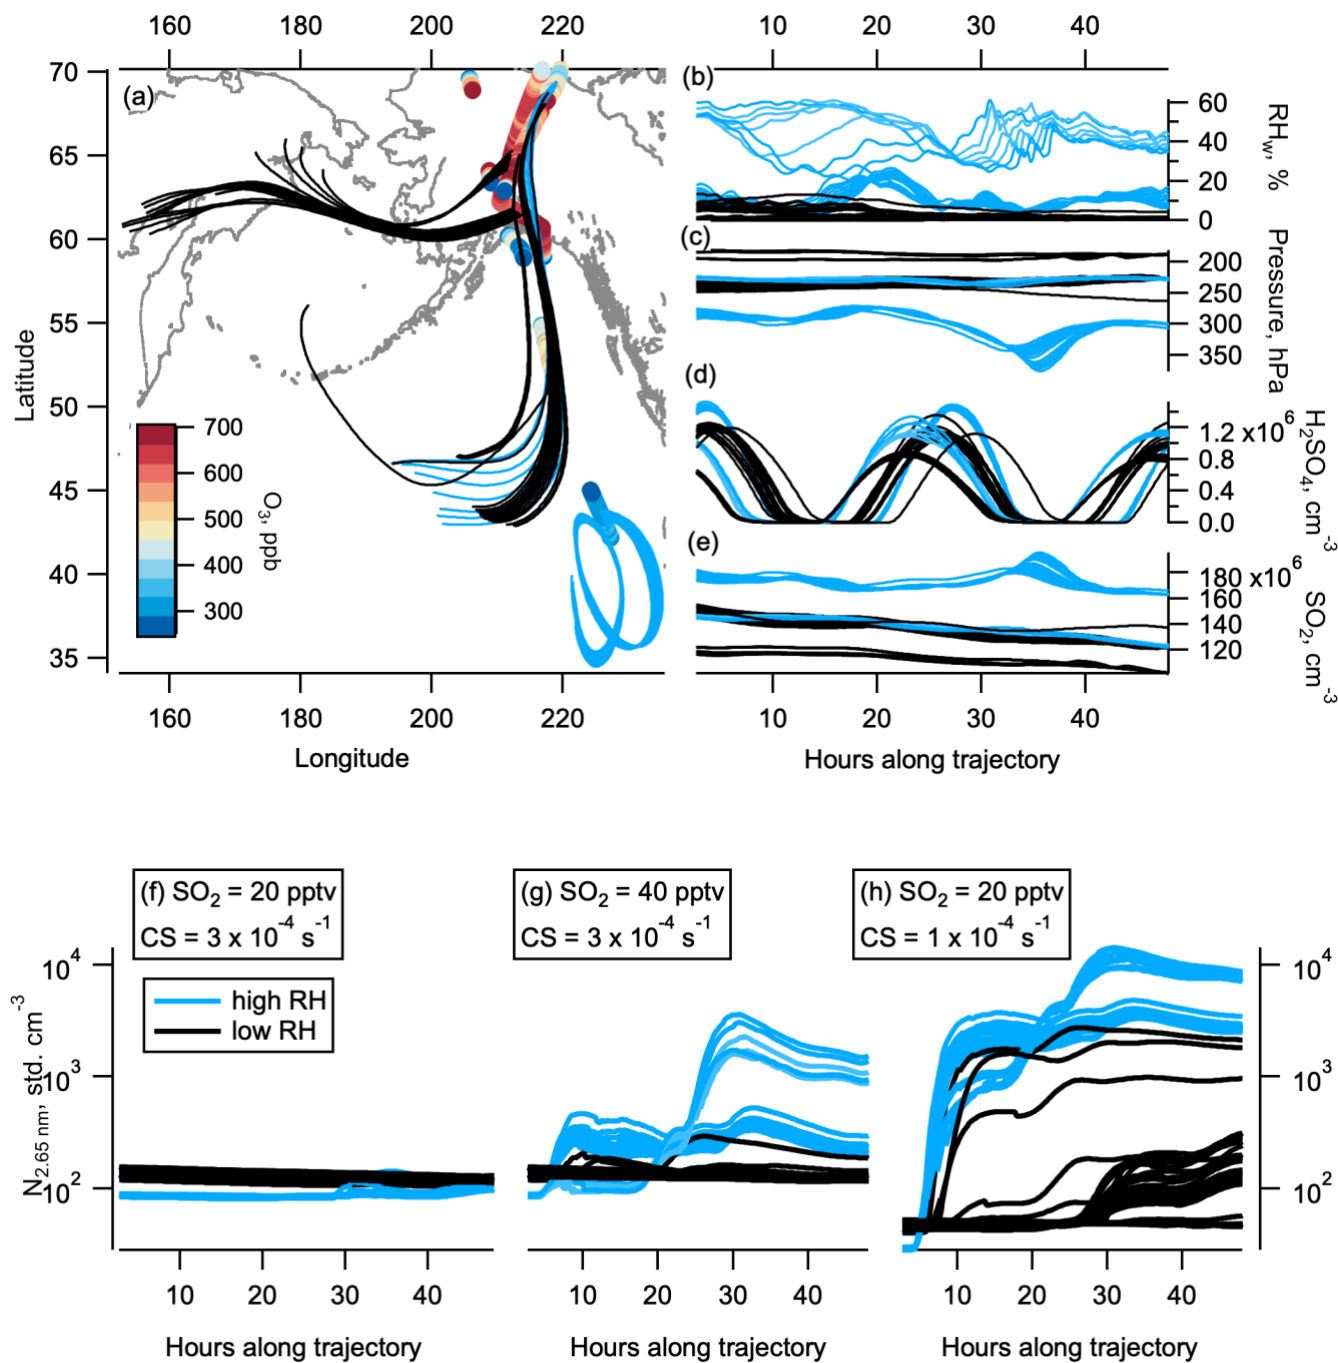 160 180 200 220
10 20 30 40
(a)
70
65
60
55
50
45
40
35
Latitude
700
600
500
400
300
O3, ppb
160 180 200 220
Longitude
(b)
60
40
20
0
RHw, %
(c)
200
250
300
350
Pressure, hPa
(d)
1.2 x10^6
0.8
0.4
0.0
H2SO4, cm^-3
(e)
180 x10^6
160
140
120
SO2, cm^-3
10 20 30 40
Hours along trajectory
(f) SO2 = 20 pptv
CS = 3 x 10^-4 s^-1
(g) SO2 = 40 pptv
CS = 3 x 10^-4 s^-1
(h) SO2 = 20 pptv
CS = 1 x 10^-4 s^-1
high RH
low RH
10^4
10^3
10^2
N2.65 nm, std. cm^-3
10^4
10^3
10^2
10 20 30 40
10 20 30 40
10 20 30 40
Hours along trajectory
Hours along trajectory
Hours along trajectory